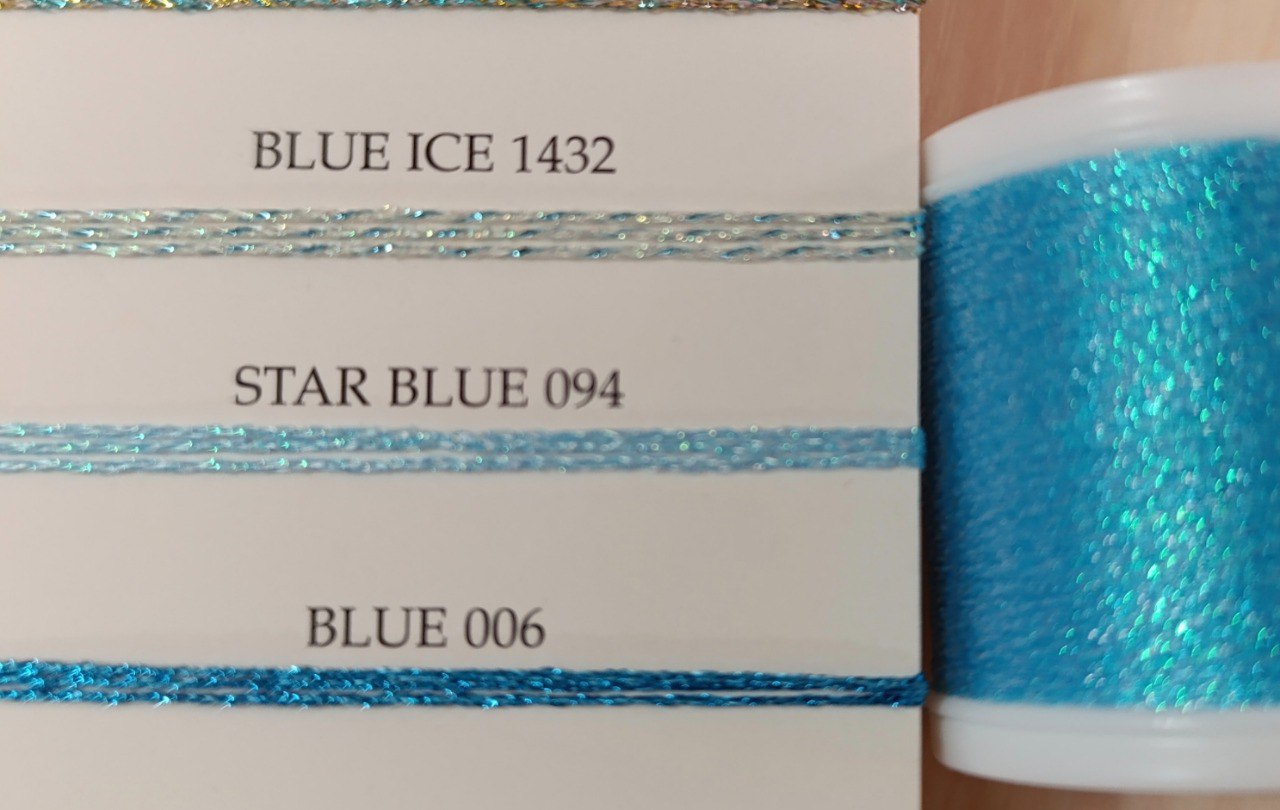 BLUE ICE 1432
STAR BLUE 094
BLUE 006